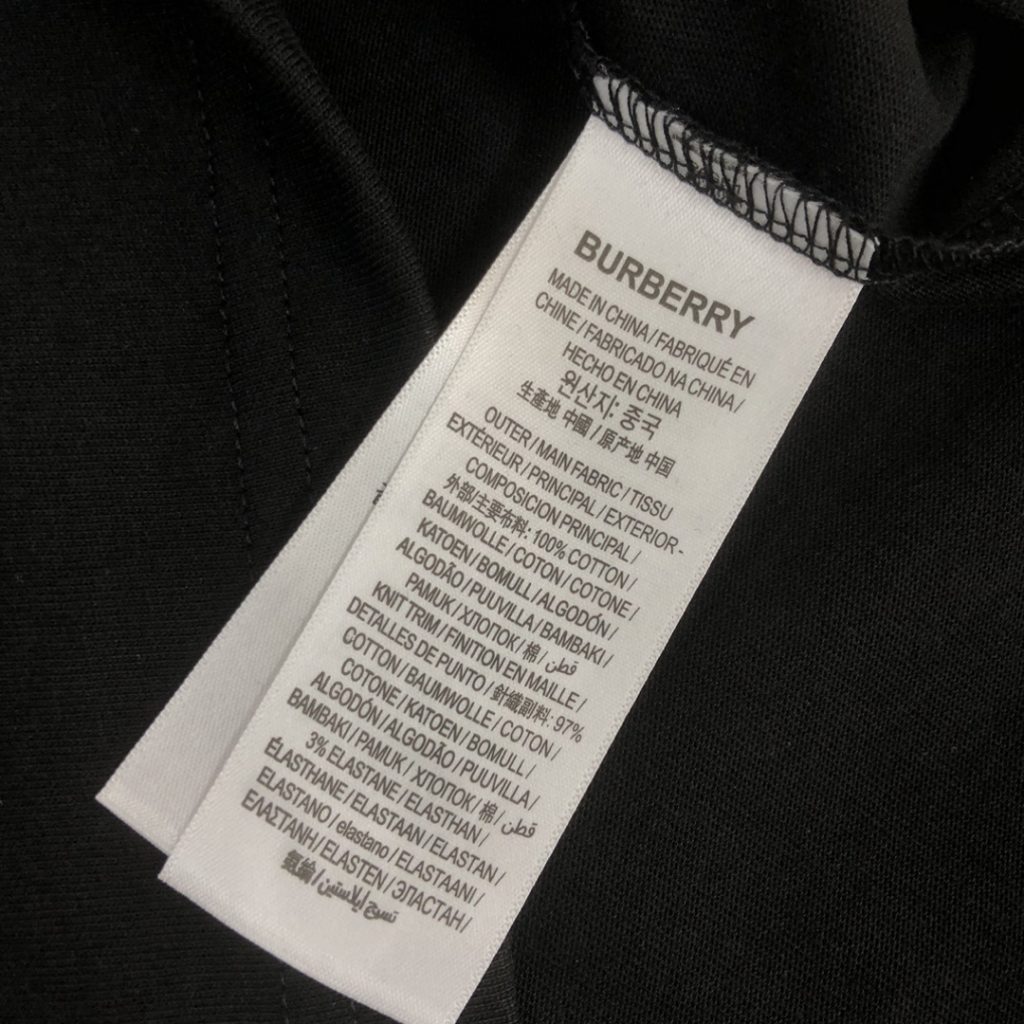 BURBERRY
MADE IN CHINA / FABRIQUÉ EN
CHINE / FABRICADO NA CHINA /
HECHO EN CHINA
원산지: 중국
生產地 中國 / 原产地 中国
OUTER / MAIN FABRIC / TISSU
EXTÉRIEUR / PRINCIPAL / EXTERIOR -
COMPOSICION PRINCIPAL /
外部/主要布料: 100% COTTON /
BAUMWOLLE / COTON / COTONE /
KATOEN / BOMULL / ALGODÓN /
ALGODÃO / PUUVILLA / BAMBAKI /
PAMUK / ХЛОПОК / 棉 / قطن
KNIT TRIM / FINITION EN MAILLE /
DETALLES DE PUNTO / 針織副料: 97%
COTTON / BAUMWOLLE / COTON /
COTONE / KATOEN / BOMULL /
ALGODÓN / ALGODÃO / PUUVILLA /
BAMBAKI / PAMUK / ХЛОПОК / 棉 / قطن
3% ELASTANE / ELASTHAN /
ÉLASTHANE / ELASTAAN / ELASTAN /
ELASTANO / elastano / ELASTAANI /
ΕΛΑΣΤΑΝΗ / ELASTEN / ЭЛАСТАН /
氨綸 / نسيج إيلاستين